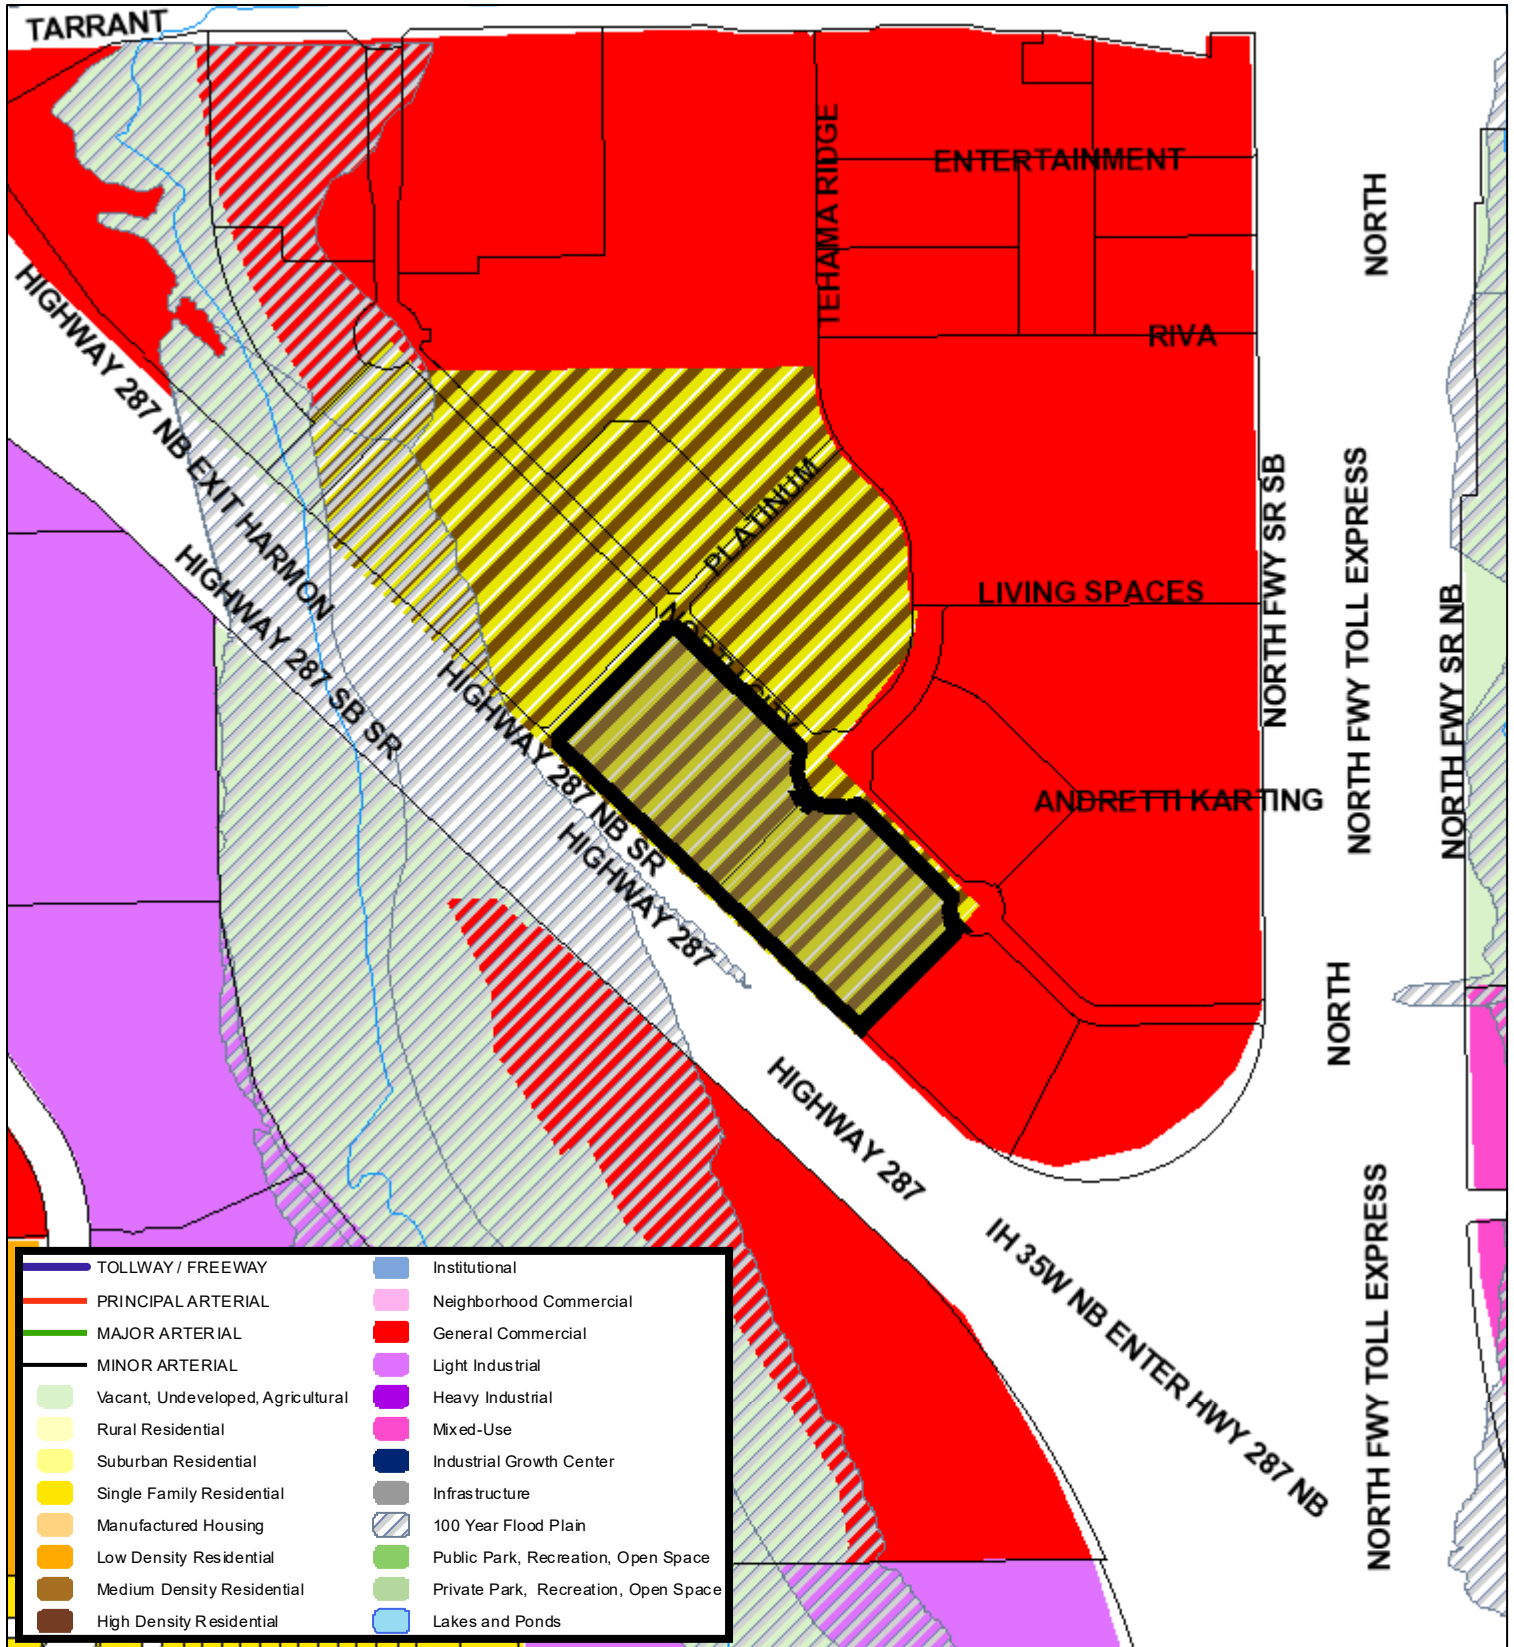 TARRANT
TEHAMA RIDGE
ENTERTAINMENT
NORTH
RIVA
HIGHWAY 287 NB EXIT HARMON
PLATINUM
NORTH FWY SR SB
NORTH FWY TOLL EXPRESS
HIGHWAY 287 SB SR
LIVING SPACES
NORTH FWY SR NB
HIGHWAY 287 NB SR
ANDRETTI KARTING
HIGHWAY 287
NORTH
HIGHWAY 287
NORTH FWY TOLL EXPRESS
IH 35W NB ENTER HWY 287 NB
TOLLWAY / FREEWAY
PRINCIPAL ARTERIAL
MAJOR ARTERIAL
MINOR ARTERIAL
Vacant, Undeveloped, Agricultural
Rural Residential
Suburban Residential
Single Family Residential
Manufactured Housing
Low Density Residential
Medium Density Residential
High Density Residential
Institutional
Neighborhood Commercial
General Commercial
Light Industrial
Heavy Industrial
Mixed-Use
Industrial Growth Center
Infrastructure
100 Year Flood Plain
Public Park, Recreation, Open Space
Private Park, Recreation, Open Space
Lakes and Ponds